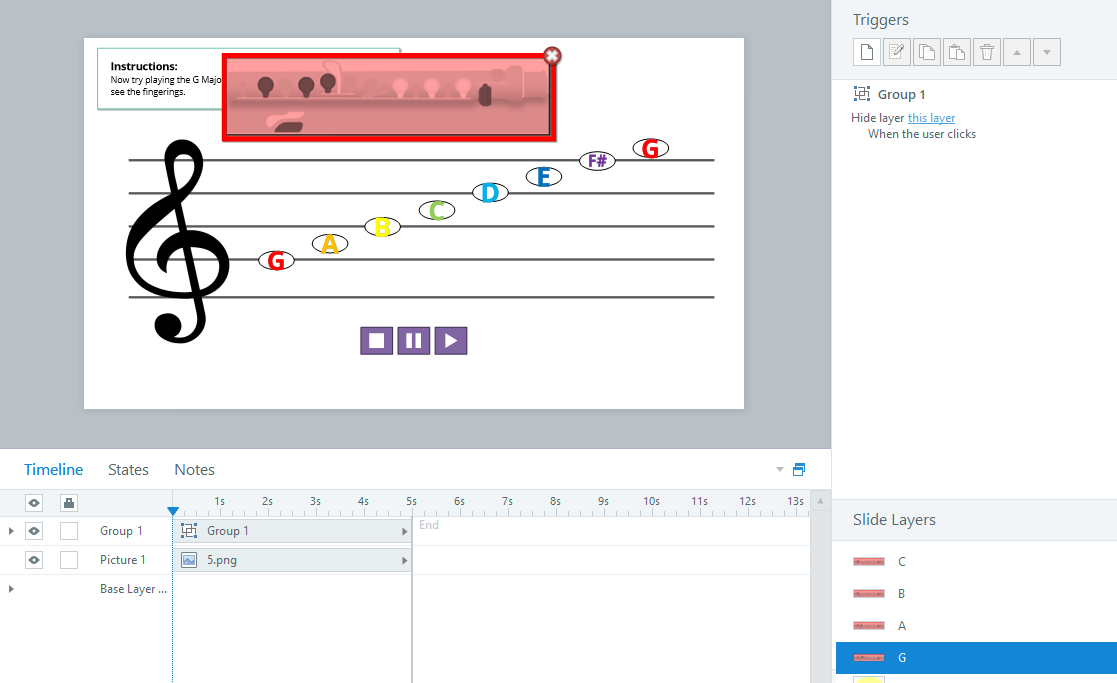 Instructions:
Now try playing the G Majo
see the fingerings.
G
F#
E
D
C
B
A
G
Triggers
Group 1
Hide layer this layer
When the user clicks
Timeline States Notes
1s 2s 3s 4s 5s 6s 7s 8s 9s 10s 11s 12s 13s
Group 1 Group 1 End
Picture 1 5.png
Base Layer ...
Slide Layers
C
B
A
G